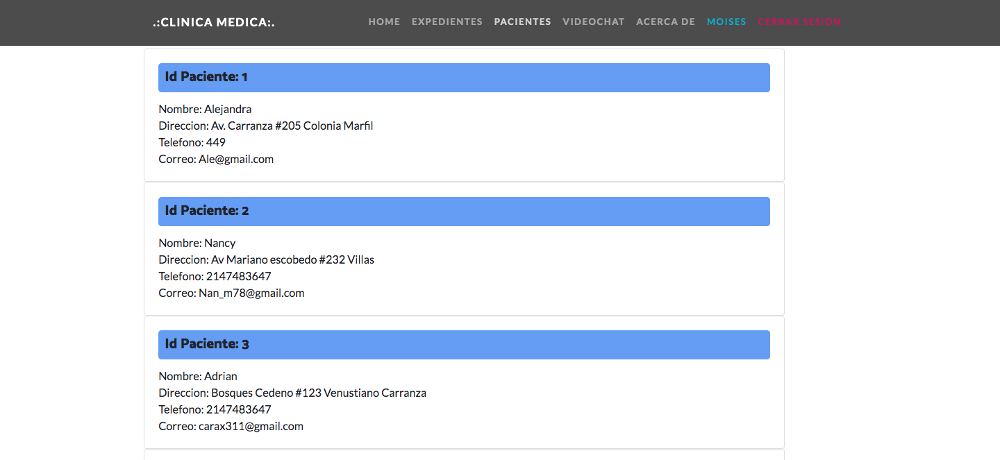 .:CLINICA MEDICA:. HOME EXPEDIENTES PACIENTES VIDEOCHAT ACERCA DE MOISES CERRAR SESION
Id Paciente: 1
Nombre: Alejandra
Direccion: Av. Carranza #205 Colonia Marfil
Telefono: 449
Correo: Ale@gmail.com
Id Paciente: 2
Nombre: Nancy
Direccion: Av Mariano escobedo #232 Villas
Telefono: 2147483647
Correo: Nan_m78@gmail.com
Id Paciente: 3
Nombre: Adrian
Direccion: Bosques Cedeno #123 Venustiano Carranza
Telefono: 2147483647
Correo: carax311@gmail.com